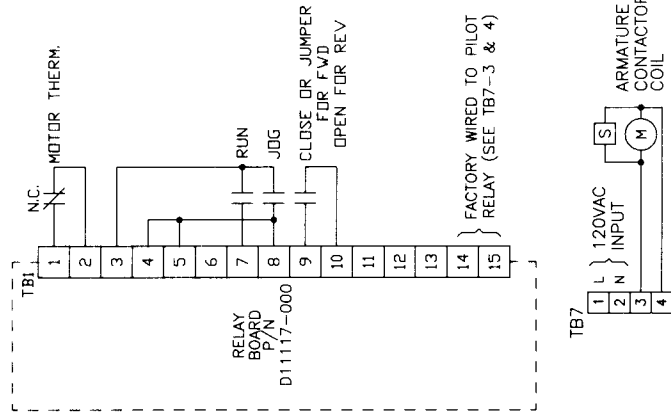 TB1
1
2
3
4
5
6
7
8
9
10
11
12
13
14
15
N.C.
MOTOR THERM.
RUN
JOG
CLOSE OR JUMPER
FOR FWD
OPEN FOR REV
FACTORY WIRED TO PILOT
RELAY (SEE TB7-3 & 4)
RELAY
BOARD
P/N
D11117-000
TB7
1
2
3
4
L
N
120VAC
INPUT
S
M
ARMATURE
CONTACTOR
COIL